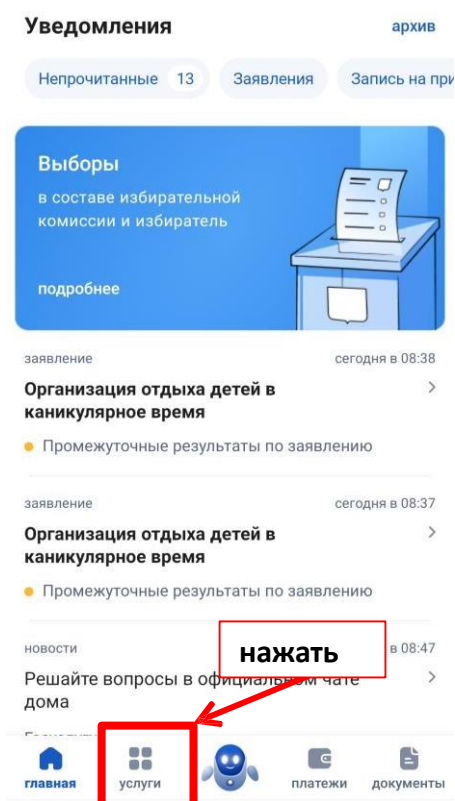 Уведомления архив
Непрочитанные 13 Заявления Запись на при
Выборы
в составе избирательной
комиссии и избиратель
подробнее
заявление сегодня в 08:38
Организация отдыха детей в
каникулярное время
Промежуточные результаты по заявлению
заявление сегодня в 08:37
Организация отдыха детей в
каникулярное время
Промежуточные результаты по заявлению
новости в 08:47
нажать
Решайте вопросы в официальном чате
дома
главная услуги платежи документы